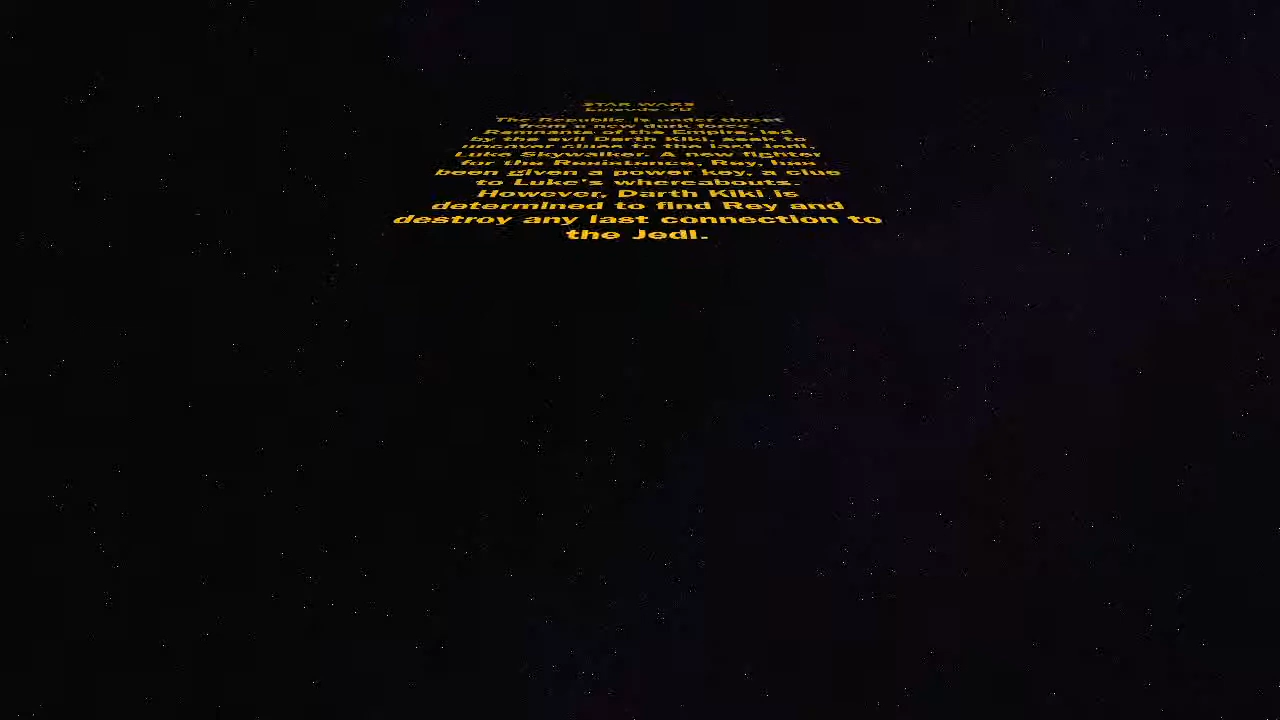 STAR WARS
Episode VII
The Republic is under threat
from a new dark force.
Remnants of the Empire, led
by the evil Darth Kiki, seek to
uncover clues to the last Jedi,
Luke Skywalker. A new fighter
for the Resistance, Rey, has
been given a power key, a clue
to Luke's whereabouts.
However, Darth Kiki is
determined to find Rey and
destroy any last connection to
the Jedi.